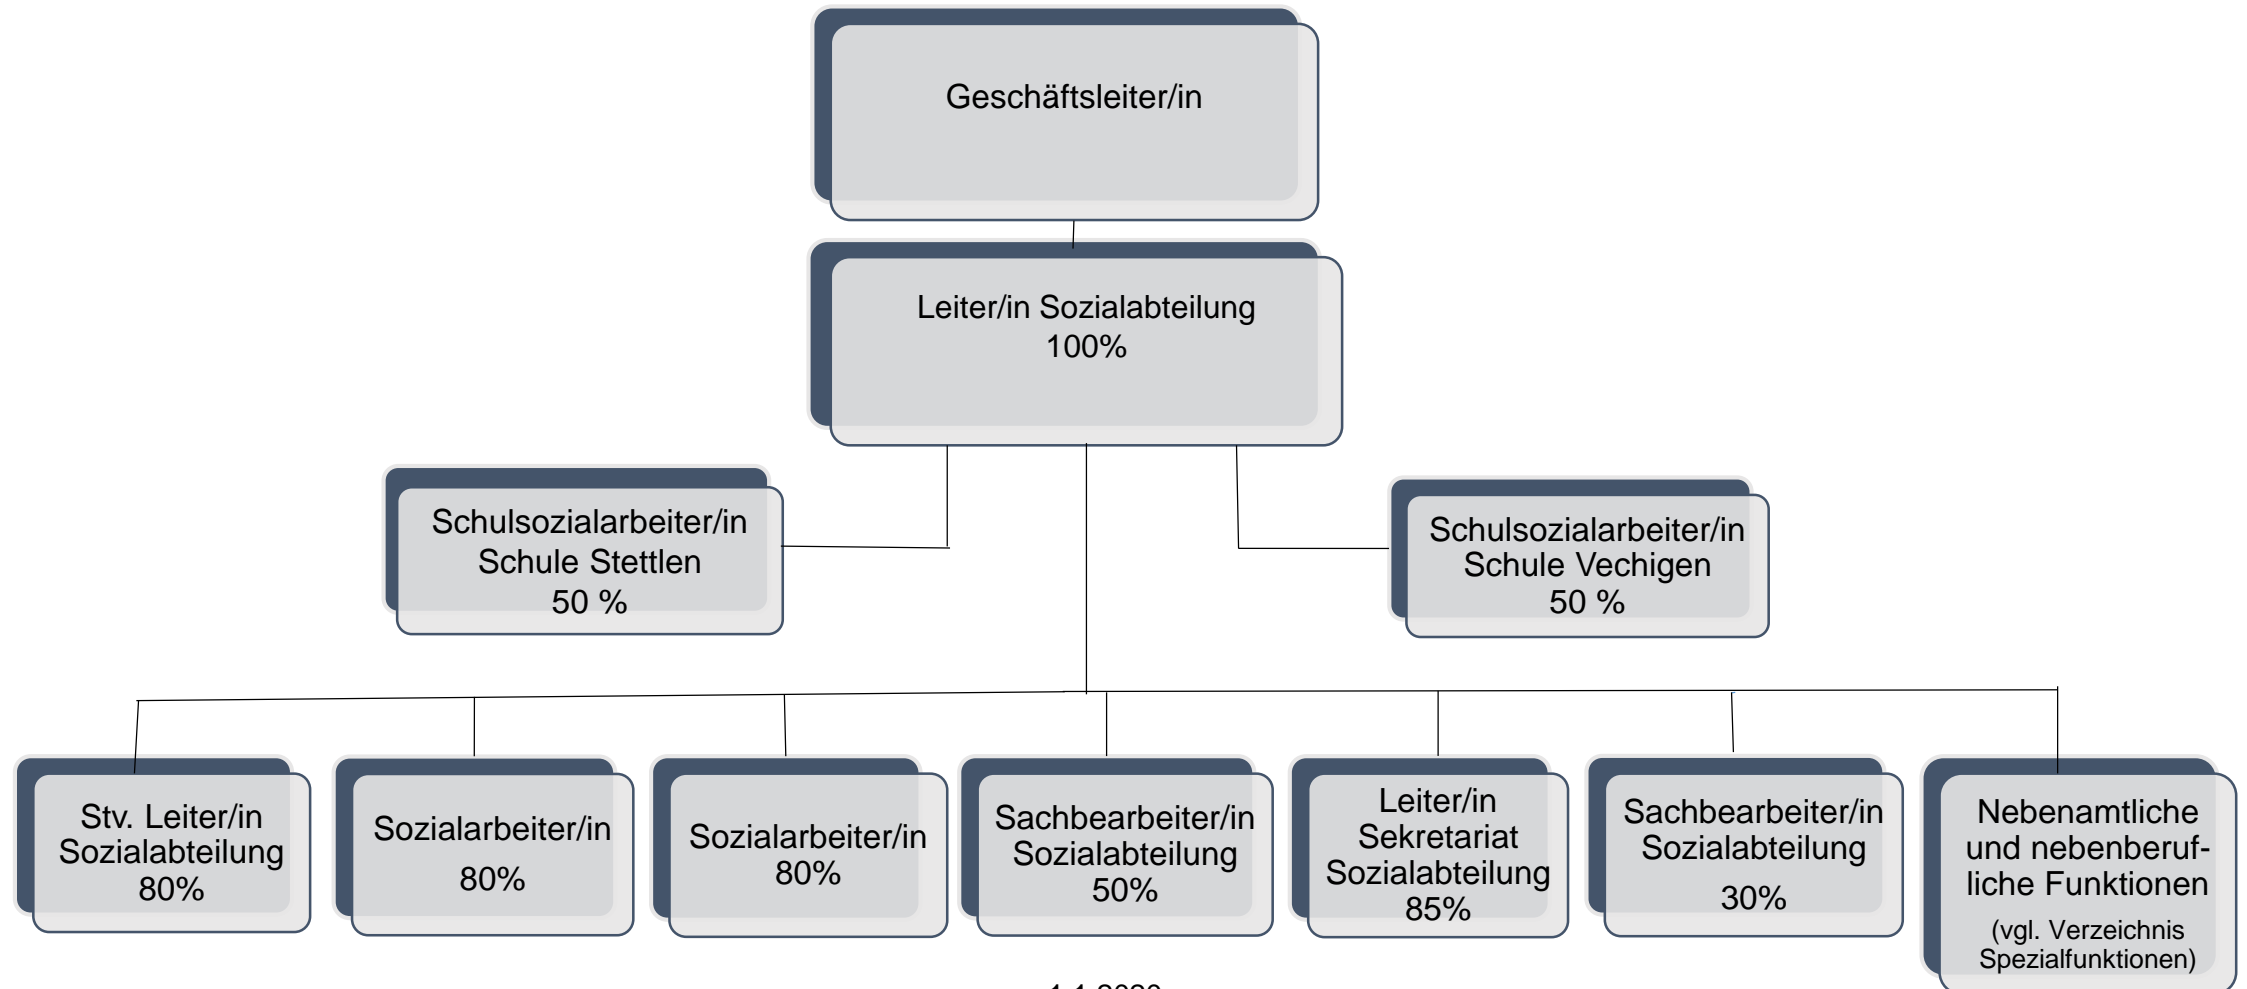 Geschäftsleiter/in
Leiter/in Sozialabteilung
100%
Schulsozialarbeiter/in
Schule Stettlen
50 %
Schulsozialarbeiter/in
Schule Vechigen
50 %
Stv. Leiter/in
Sozialabteilung
80%
Sozialarbeiter/in
80%
Sozialarbeiter/in
80%
Sachbearbeiter/in
Sozialabteilung
50%
Leiter/in
Sekretariat
Sozialabteilung
85%
Sachbearbeiter/in
Sozialabteilung
30%
Nebenamtliche
und nebenberuf-
liche Funktionen
(vgl. Verzeichnis
Spezialfunktionen)